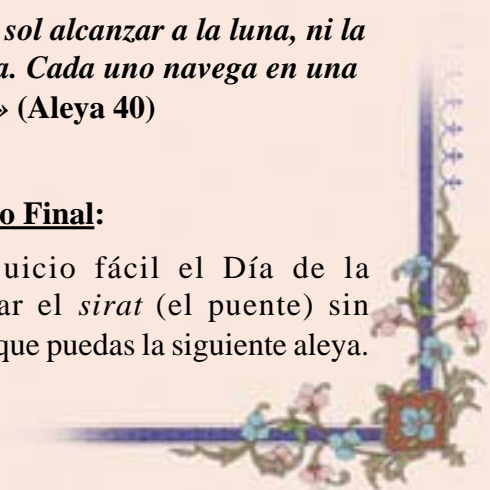 sol alcanzar a la luna, ni la
a. Cada uno navega en una
» (Aleya 40)
o Final:
uicio fácil el Día de la
ar el sirat (el puente) sin
que puedas la siguiente aleya.